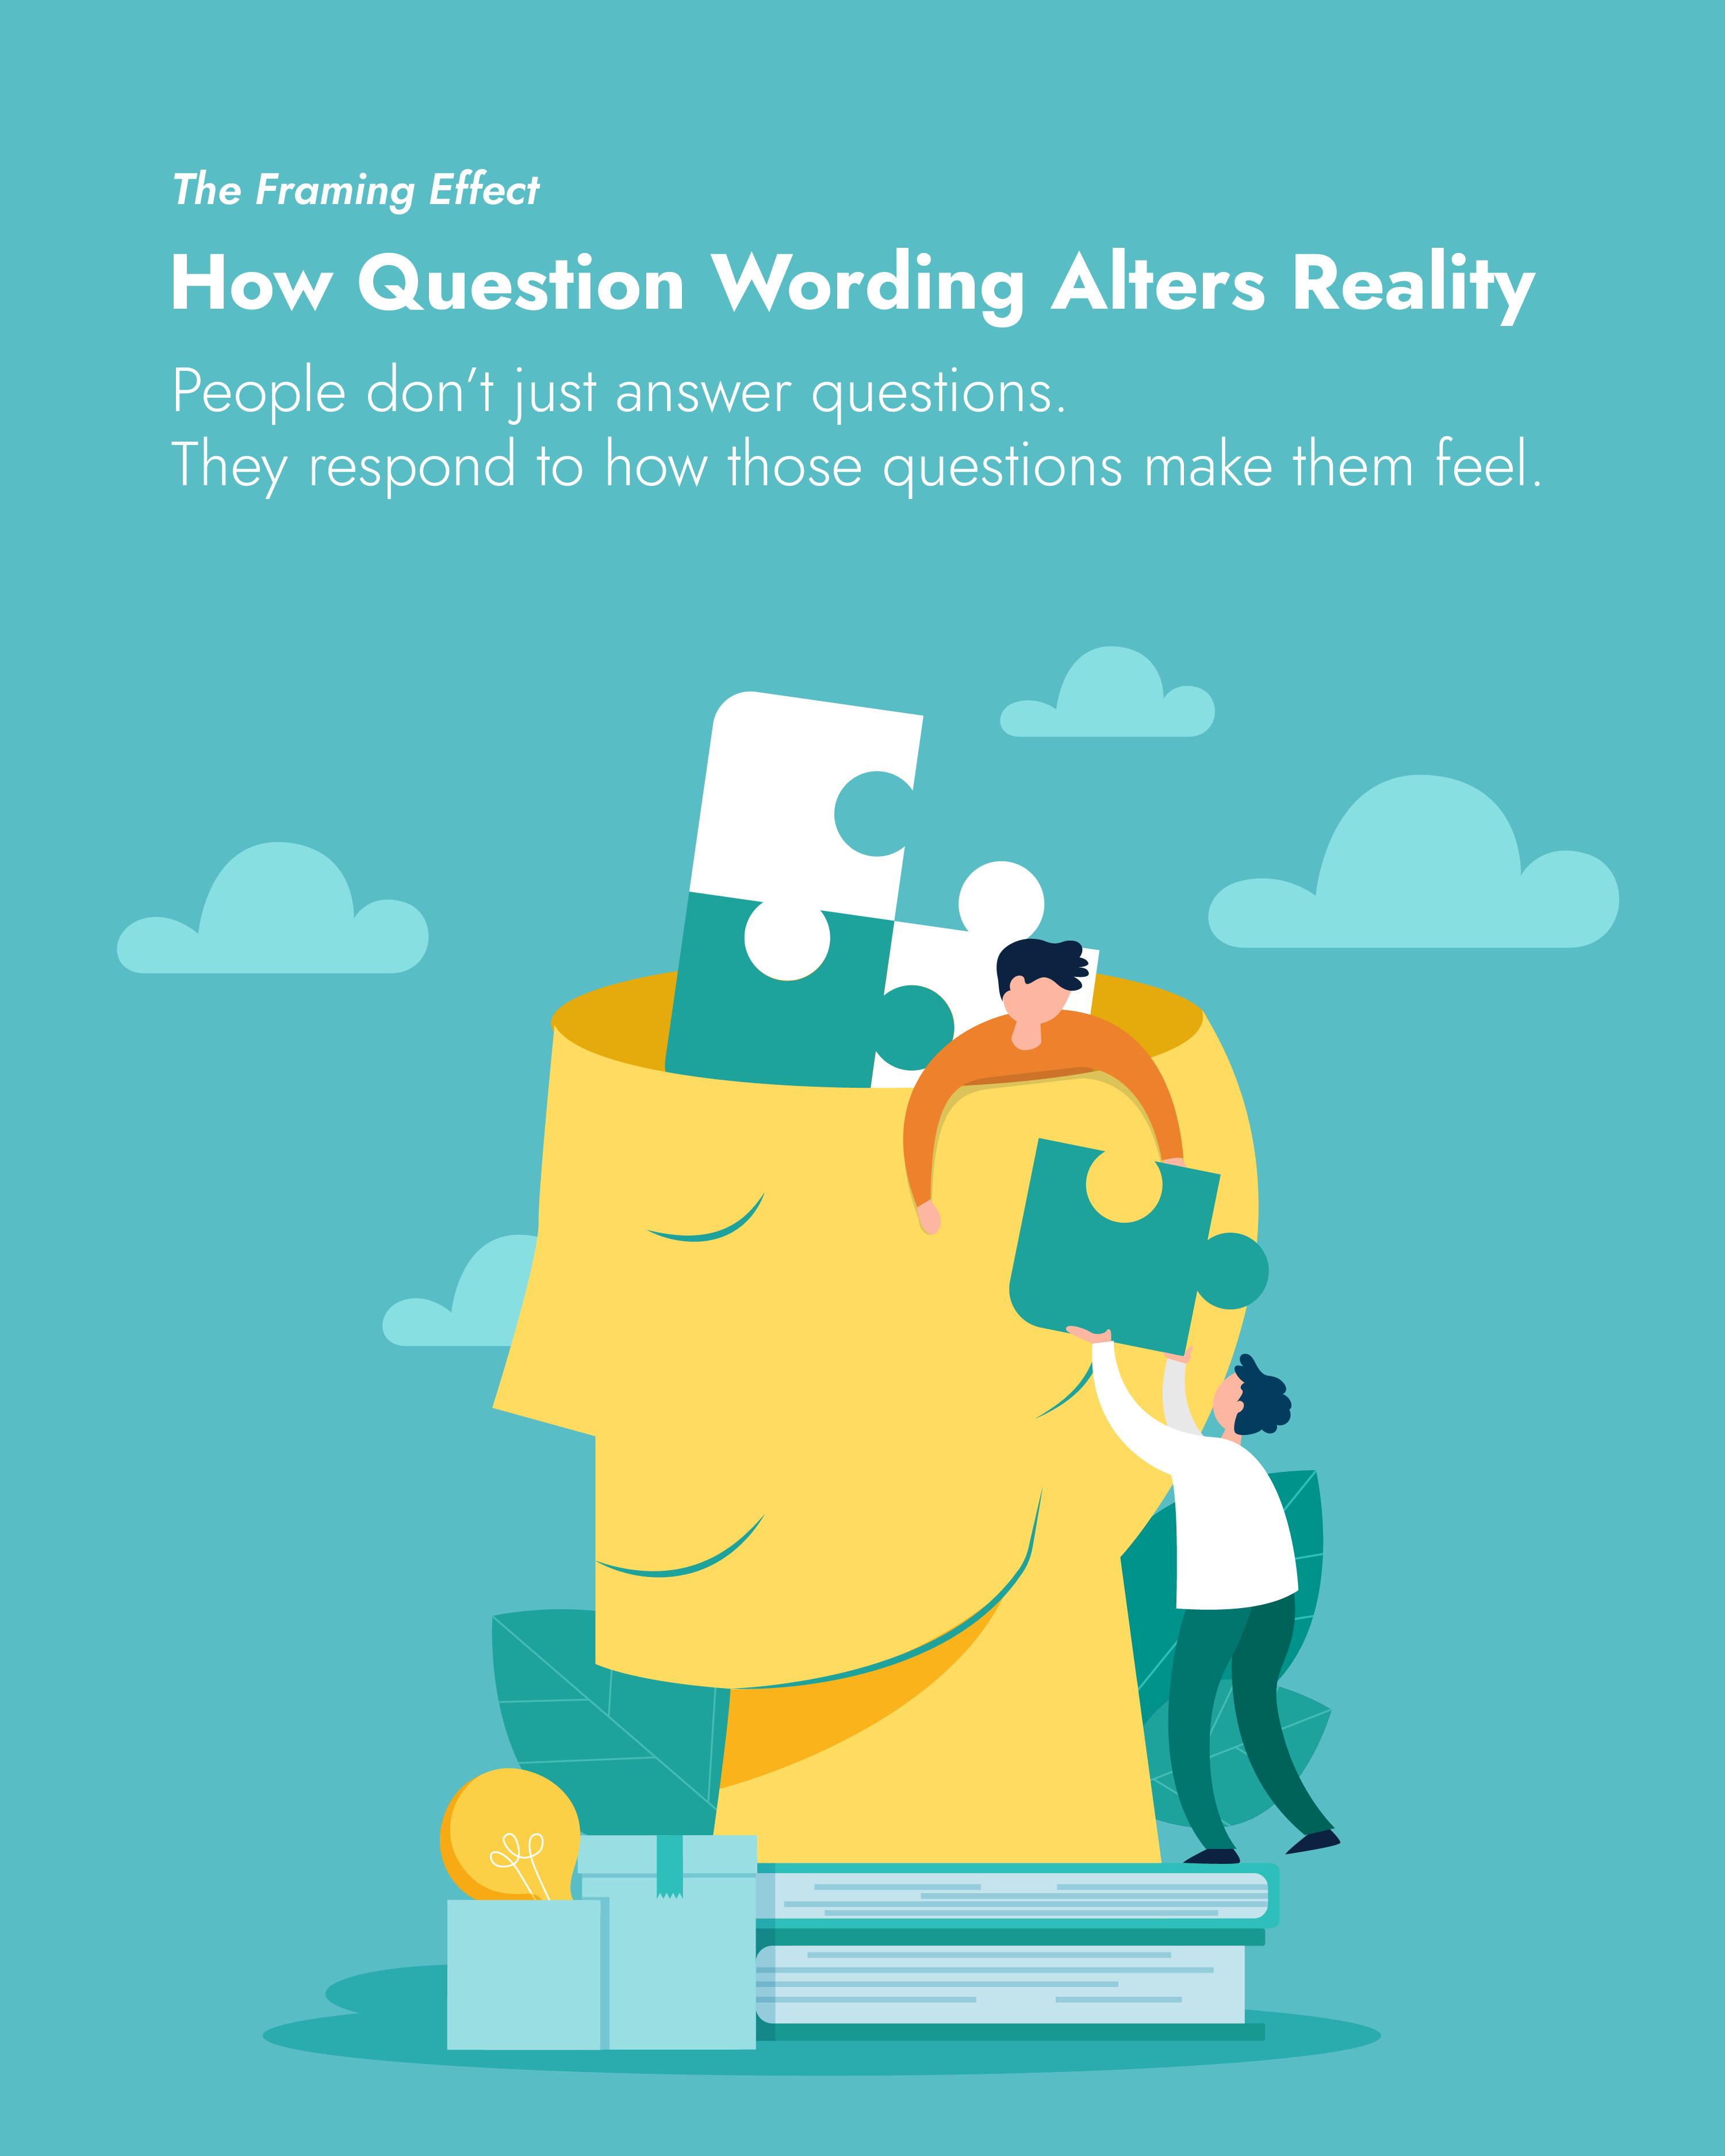 The Framing Effect
How Question Wording Alters Reality
People don’t just answer questions.
They respond to how those questions make them feel.